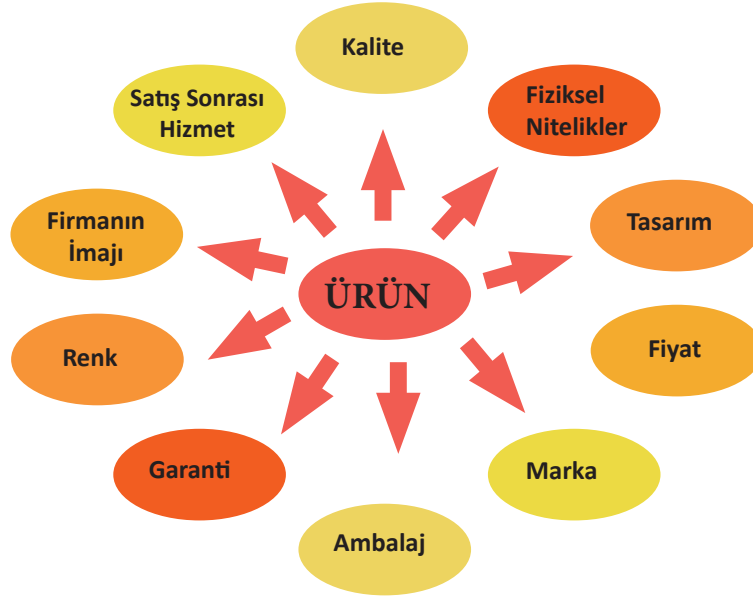 Kalite
Satış Sonrası
Hizmet
Fiziksel
Nitelikler
Firmanın
İmajı
Tasarım
ÜRÜN
Renk
Fiyat
Garanti
Marka
Ambalaj